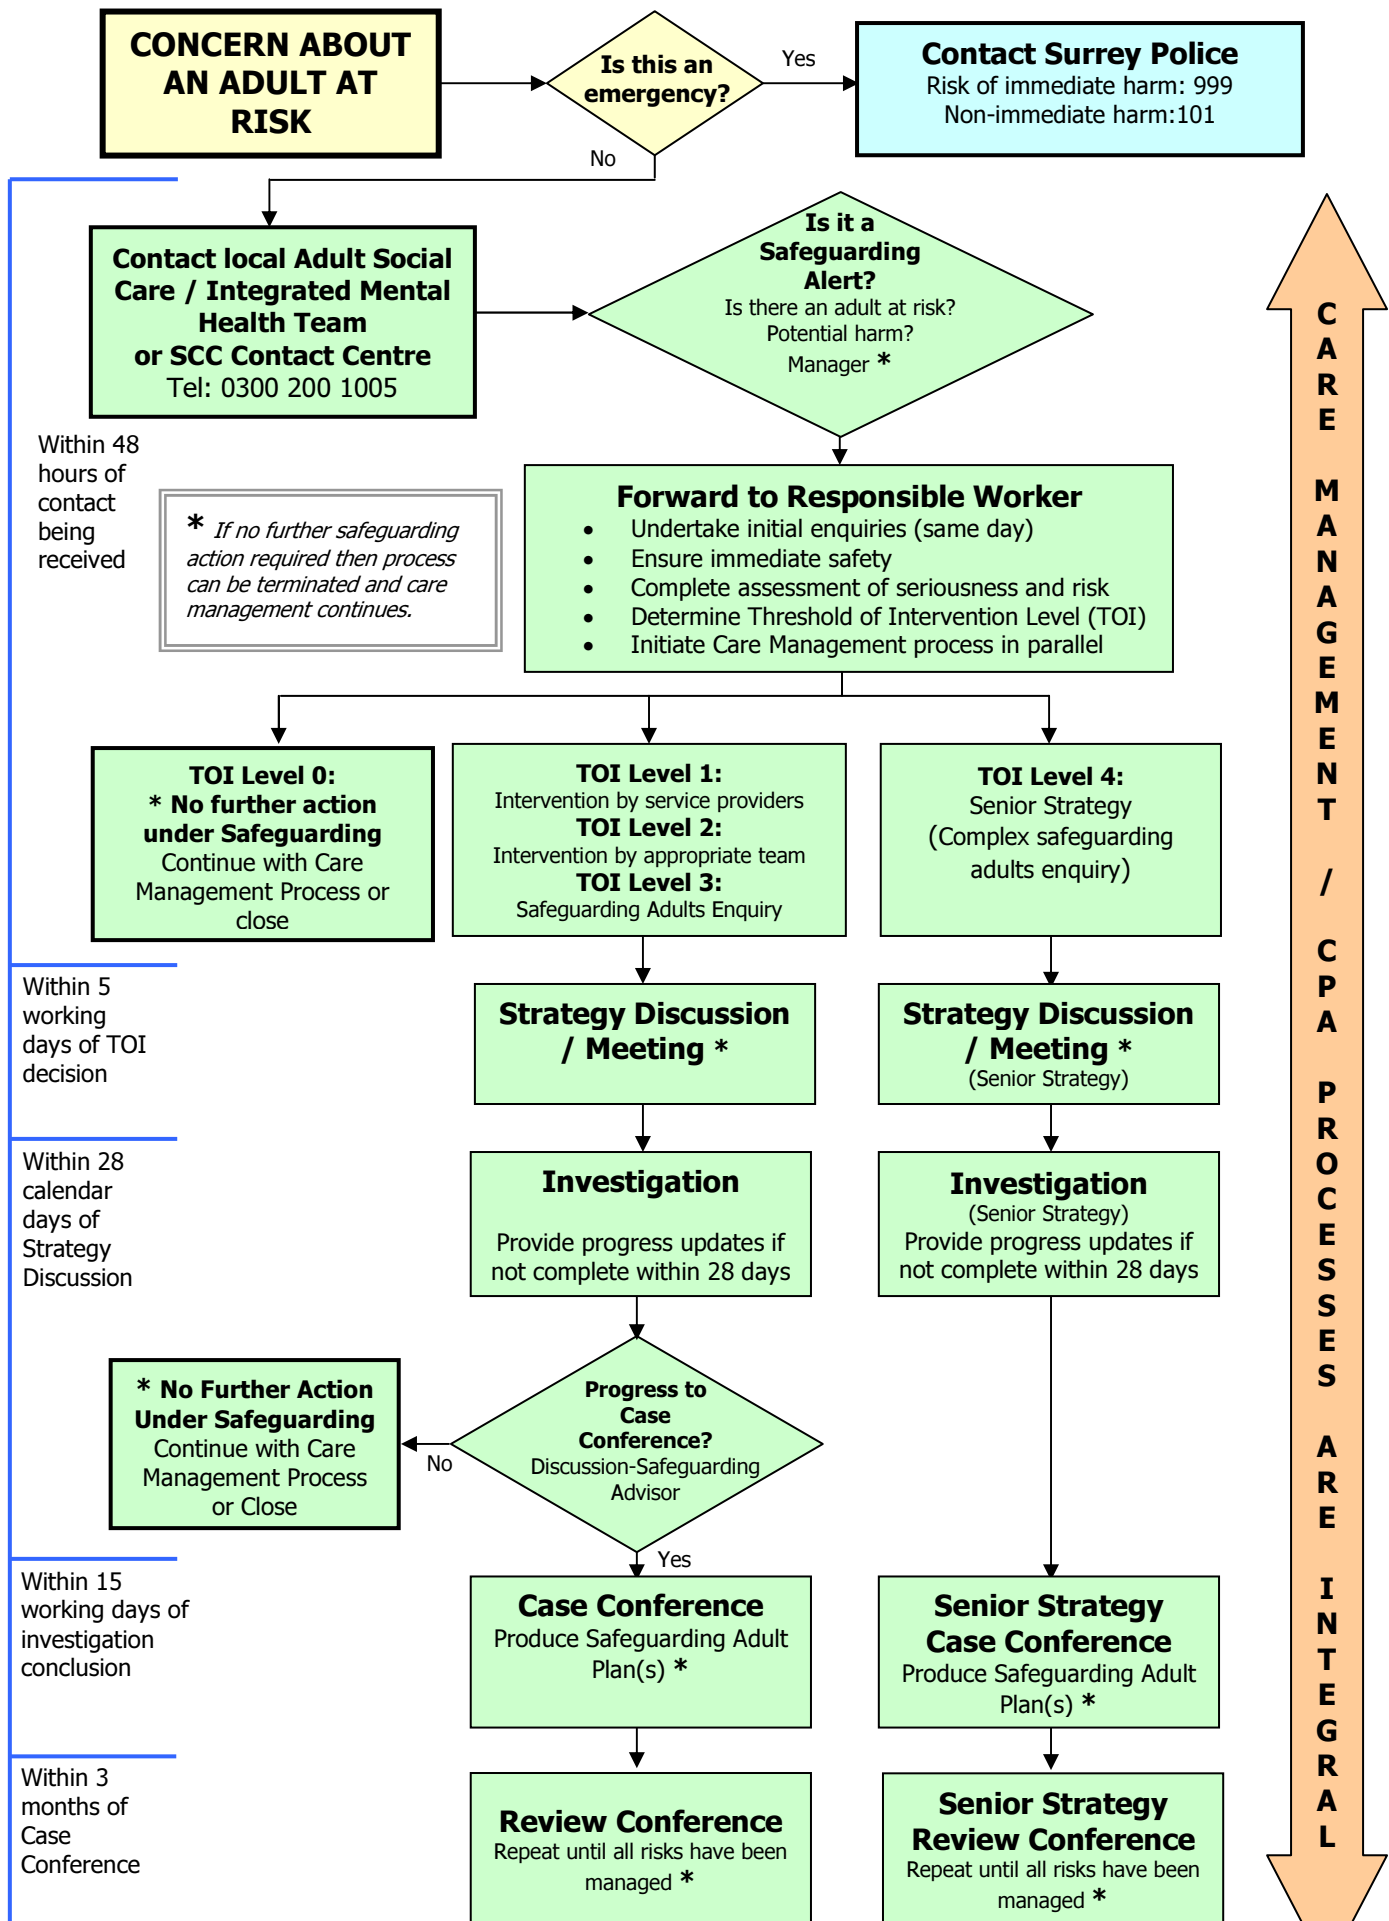 CONCERN ABOUT
AN ADULT AT
RISK
Is this an
emergency?
Yes
Contact Surrey Police
Risk of immediate harm: 999
Non-immediate harm:101
No
Contact local Adult Social
Care / Integrated Mental
Health Team
or SCC Contact Centre
Tel: 0300 200 1005
Is it a
Safeguarding
Alert?
Is there an adult at risk?
Potential harm?
Manager *
Within 48
hours of
contact
being
received
* If no further safeguarding
action required then process
can be terminated and care
management continues.
Forward to Responsible Worker
• Undertake initial enquiries (same day)
• Ensure immediate safety
• Complete assessment of seriousness and risk
• Determine Threshold of Intervention Level (TOI)
• Initiate Care Management process in parallel
TOI Level 0:
* No further action
under Safeguarding
Continue with Care
Management Process or
close
TOI Level 1:
Intervention by service providers
TOI Level 2:
Intervention by appropriate team
TOI Level 3:
Safeguarding Adults Enquiry
TOI Level 4:
Senior Strategy
(Complex safeguarding
adults enquiry)
Within 5
working
days of TOI
decision
Strategy Discussion
/ Meeting *
Strategy Discussion
/ Meeting *
(Senior Strategy)
Within 28
calendar
days of
Strategy
Discussion
Investigation
Provide progress updates if
not complete within 28 days
Investigation
(Senior Strategy)
Provide progress updates if
not complete within 28 days
* No Further Action
Under Safeguarding
Continue with Care
Management Process
or Close
No
Progress to
Case
Conference?
Discussion-Safeguarding
Advisor
Yes
Within 15
working days of
investigation
conclusion
Case Conference
Produce Safeguarding Adult
Plan(s) *
Senior Strategy
Case Conference
Produce Safeguarding Adult
Plan(s) *
Within 3
months of
Case
Conference
Review Conference
Repeat until all risks have been
managed *
Senior Strategy
Review Conference
Repeat until all risks have been
managed *
CARE MANAGEMENT / CPA PROCESSES ARE INTEGRAL